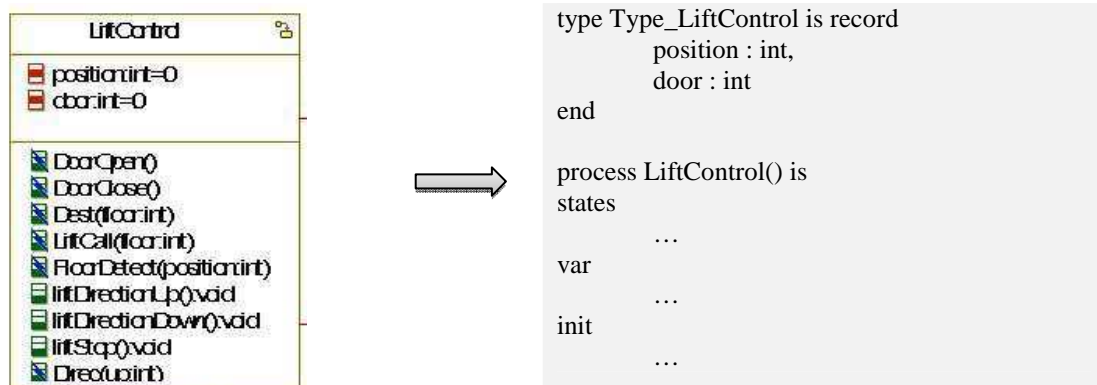 LiftControl
position:int=0
door:int=0
DoorOpen()
DoorClose()
Dest(floor:int)
LiftCall(floor:int)
FloorDetect(position:int)
liftDirectionUp():void
liftDirectionDown():void
liftStop():void
Direc(up:int)
type Type_LiftControl is record
position : int,
door : int
end
process LiftControl() is
states
…
var
…
init
…